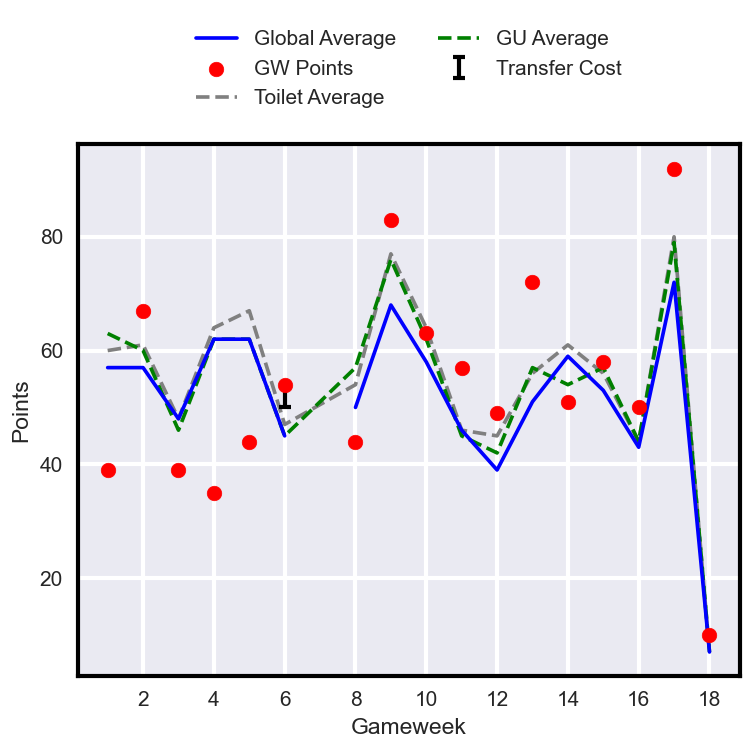 Global Average
GW Points
Toilet Average
GU Average
Transfer Cost
80
60
40
20
Points
2 4 6 8 10 12 14 16 18
Gameweek